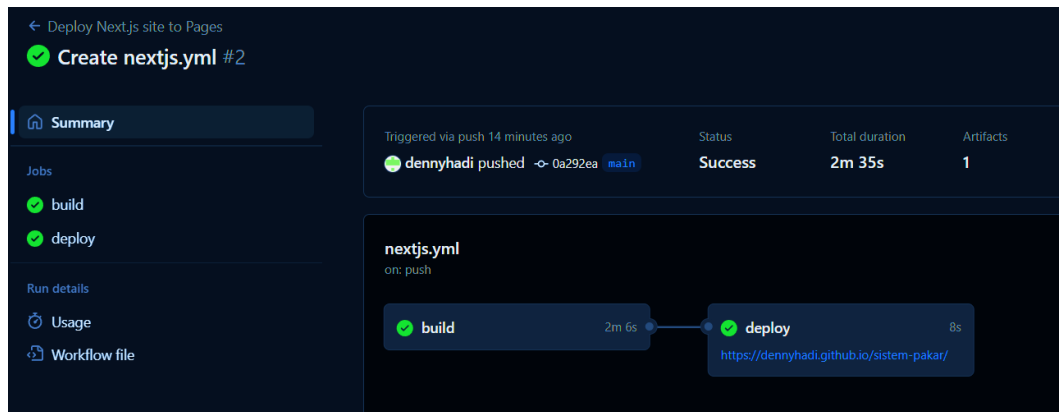 ← Deploy Next.js site to Pages
Create nextjs.yml #2
Summary
Jobs
build
deploy
Run details
Usage
Workflow file
Triggered via push 14 minutes ago
dennyhadi pushed 0a292ea main
Status
Success
Total duration
2m 35s
Artifacts
1
nextjs.yml
on: push
build 2m 6s
deploy 8s
https://dennyhadi.github.io/sistem-pakar/